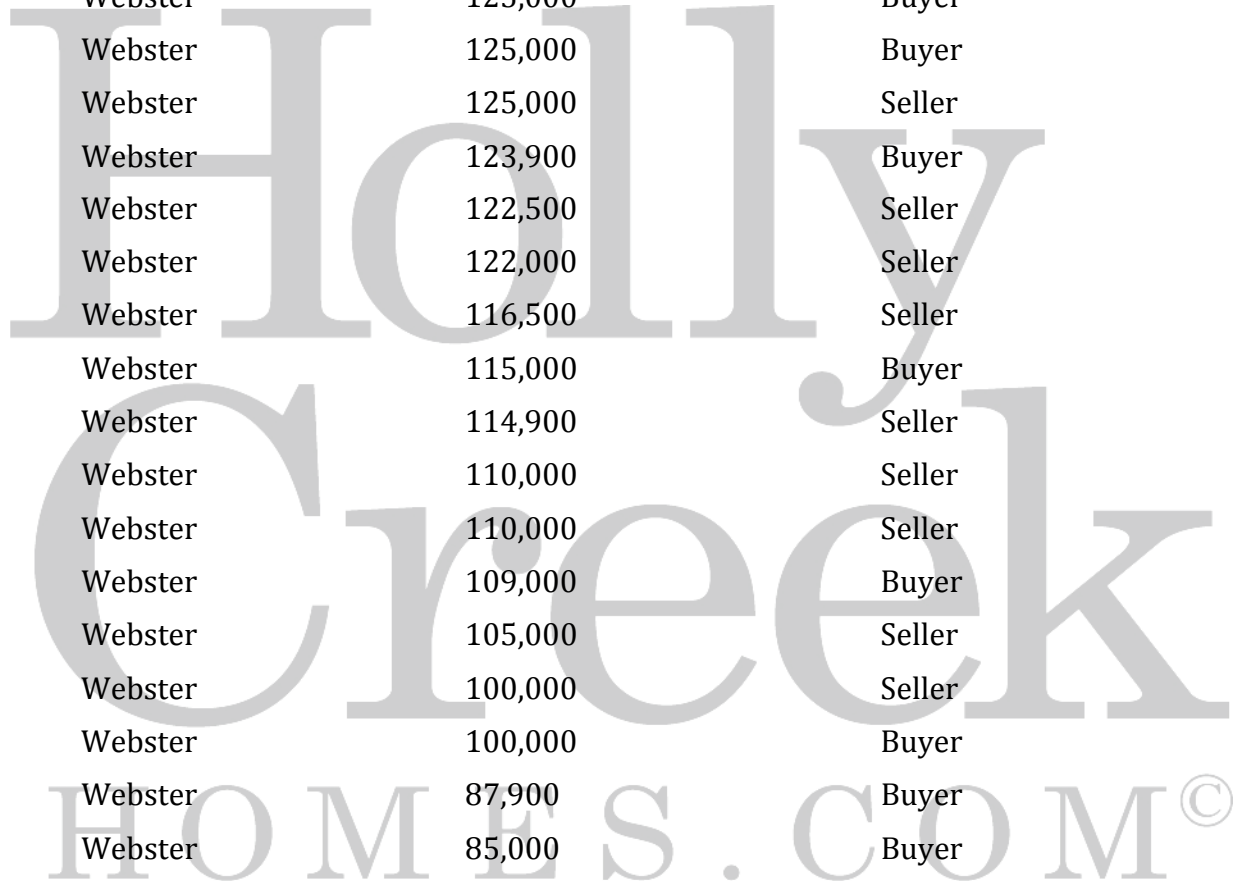 Webster 125,000 Buyer
Webster 125,000 Seller
Webster 123,900 Buyer
Webster 122,500 Seller
Webster 122,000 Seller
Webster 116,500 Seller
Webster 115,000 Buyer
Webster 114,900 Seller
Webster 110,000 Seller
Webster 110,000 Seller
Webster 109,000 Buyer
Webster 105,000 Seller
Webster 100,000 Seller
Webster 100,000 Buyer
Webster 87,900 Buyer
Webster 85,000 Buyer
Holly
Creek
HOMES.COM©